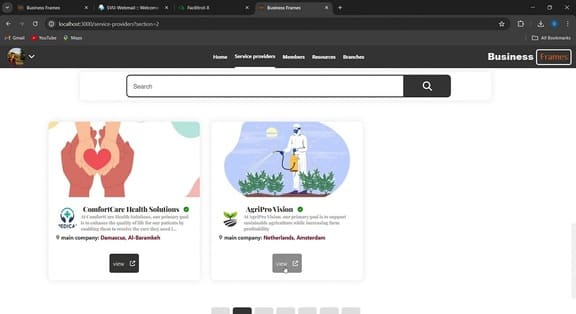 Business Frames
SVU-Webmail :: Welcome
Facilitroll-X
Business Frames
localhost:3000/service-providers?section=2
Gmail
YouTube
Maps
All Bookmarks
Home
Service providers
Members
Resources
Branches
Business Frames
Search
ComfortCare Health Solutions
At ComfortCare Health Solutions, our primary goal
is to enhance the quality of life for our patients by
enabling them to receive the care they need i...
MEDICAL
main company: Damascus, Al-Baramkeh
view
AgriPro Vision
At AgriPro Vision, our primary goal is to support
sustainable agriculture while increasing farm
profitability
main company: Netherlands, Amsterdam
view